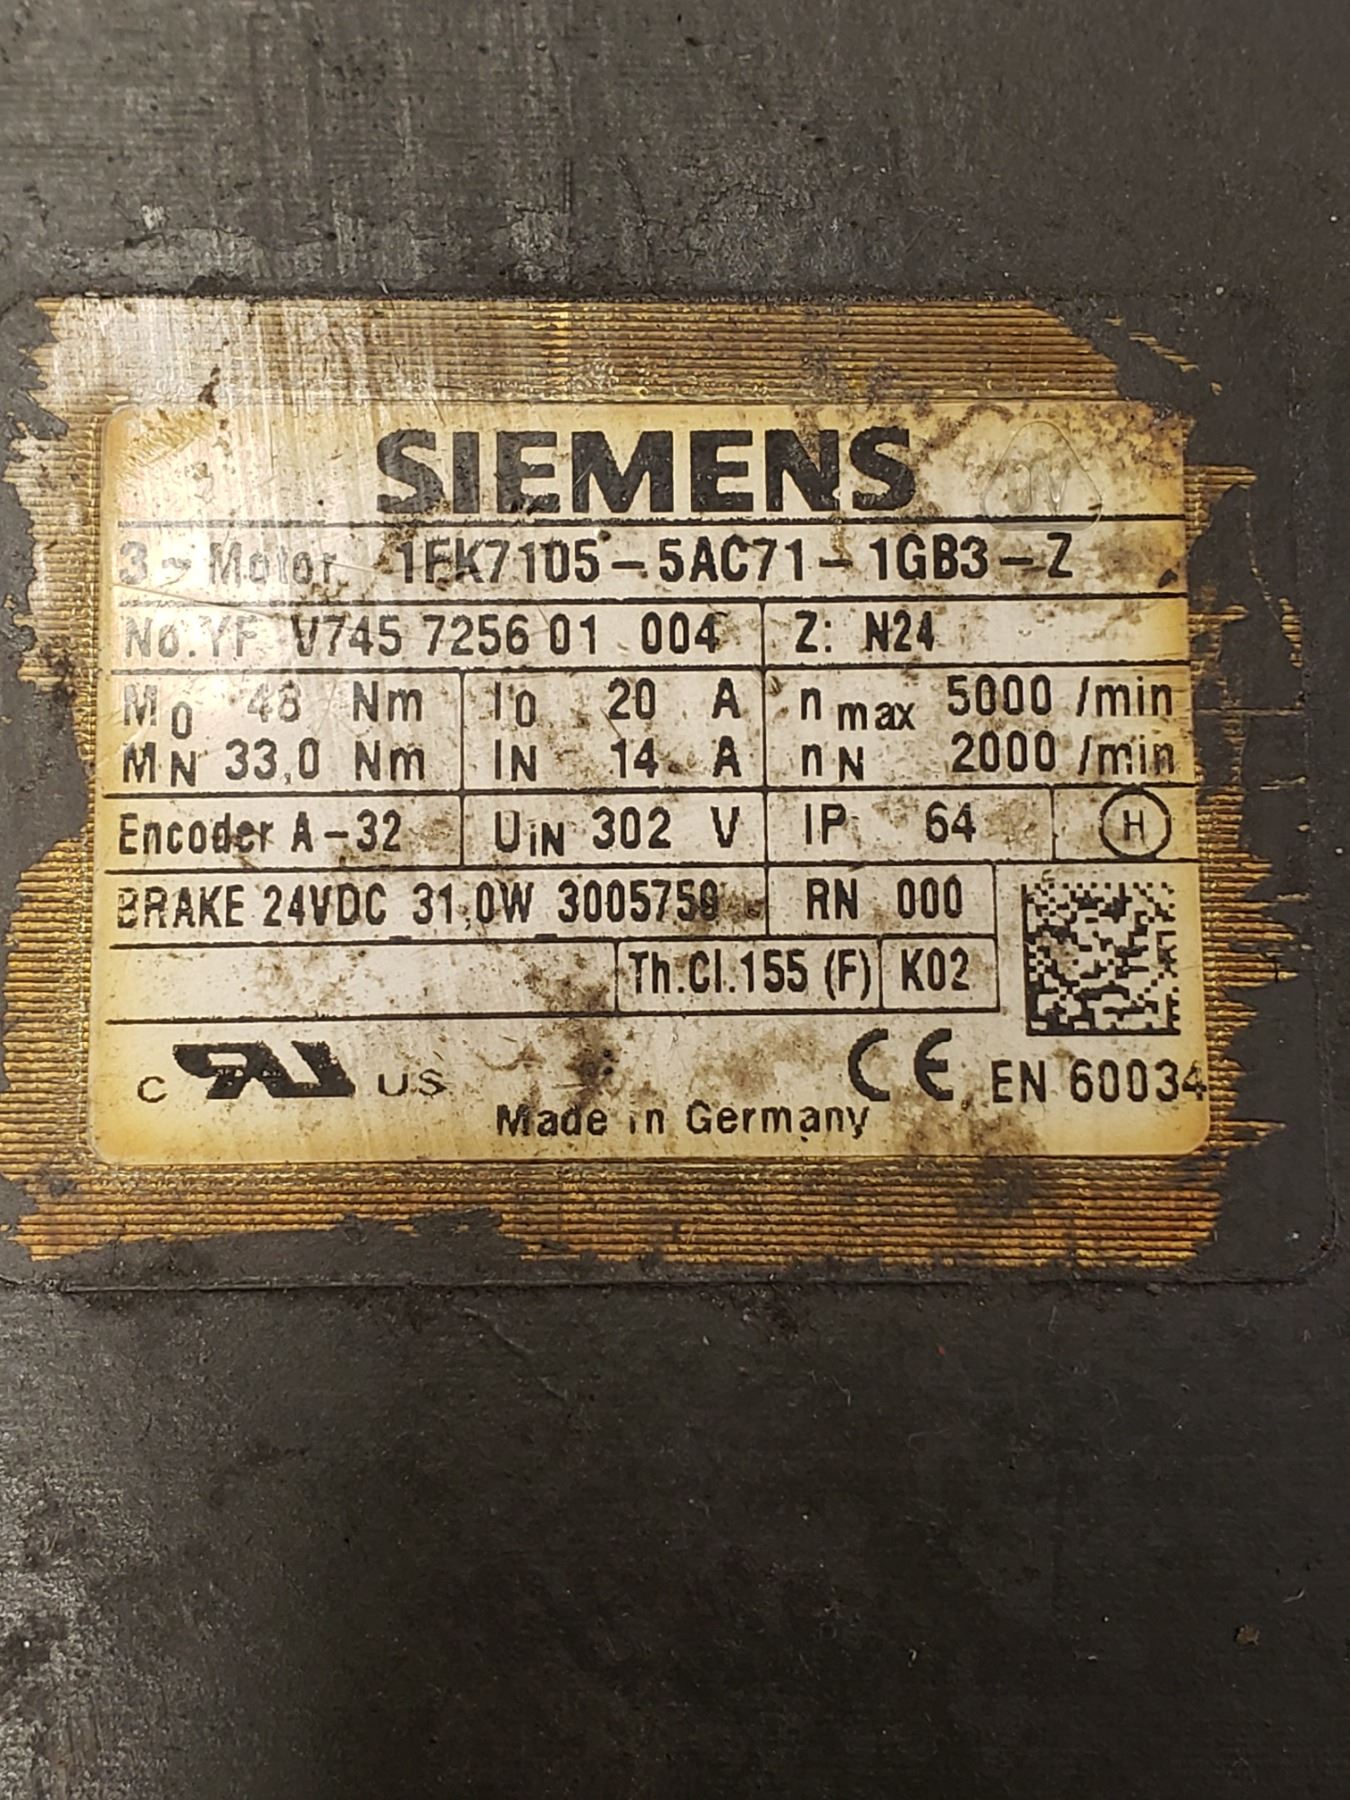 SIEMENS
3~Motor 1FK7105-5AC71-1GB3-Z
No.YF V745 7256 01 004 Z: N24
M0 48 Nm I0 20 A nmax 5000 /min
MN 33,0 Nm IN 14 A nN 2000 /min
Encoder A-32 UiN 302 V IP 64 H
BRAKE 24VDC 31,0W 3005750 RN 000
Th.Cl.155 (F) K02
C RU US CE EN 60034
Made in Germany